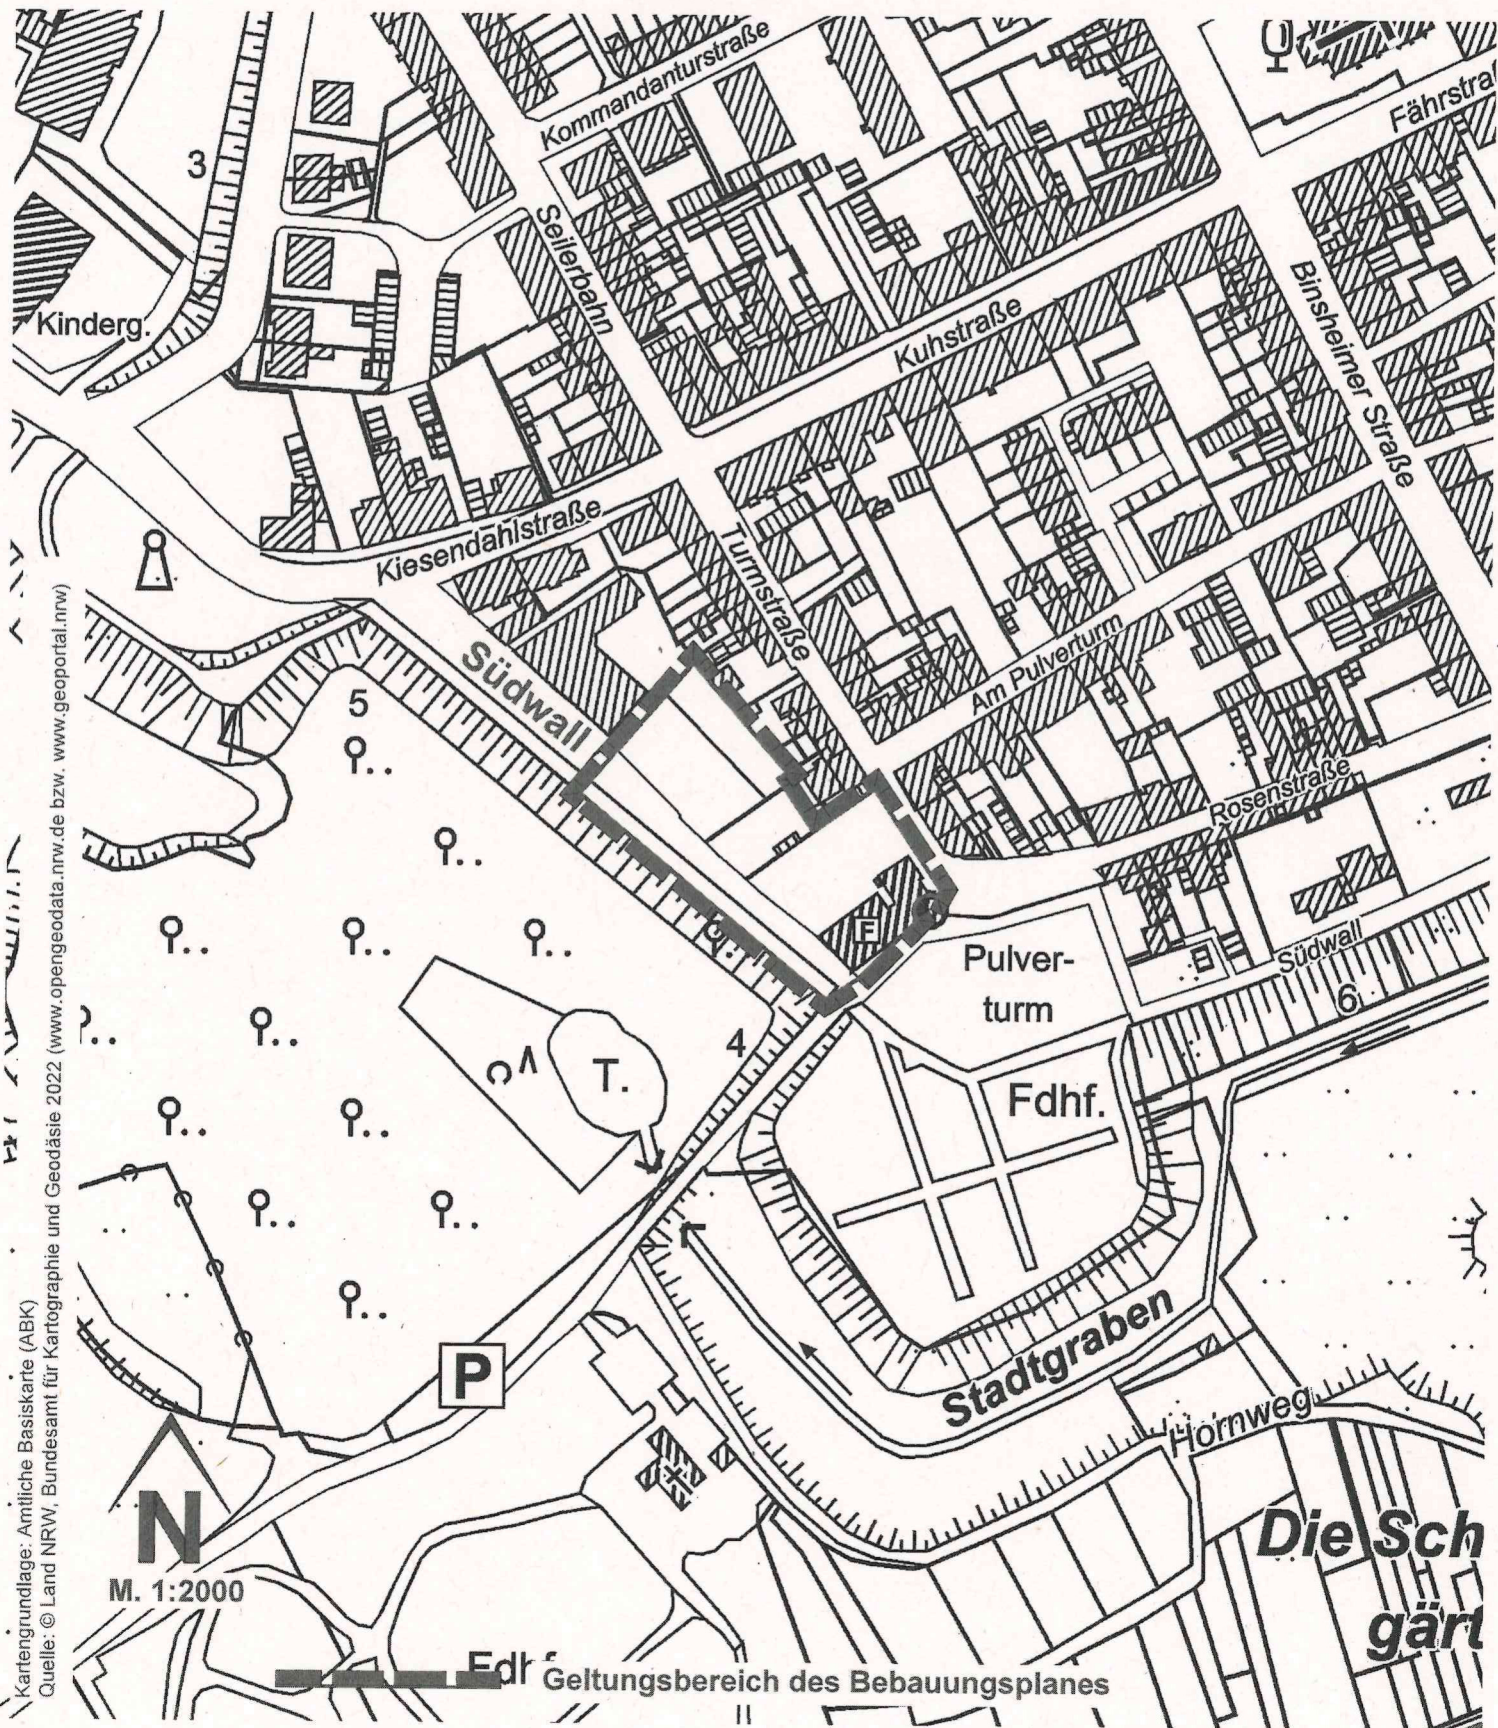 Kommandanturstraße
Fährstra
3
Seilerbahn
Kinderg.
Kuhstraße
Binsheimer Straße
Kiesendahlstraße
Turmstraße
Südwall
Am Pulverturm
5
Rosenstraße
F
Pulver-
turm
Südwall
6
4
T.
Fdhf.
Stadtgraben
P
Hornweg
N
M. 1:2000
Die Sch
gärt
Fdhf
Geltungsbereich des Bebauungsplanes
Kartengrundlage: Amtliche Basiskarte (ABK)
Quelle: © Land NRW, Bundesamt für Kartographie und Geodäsie 2022 (www.opengeodata.nrw.de bzw. www.geoportal.nrw)